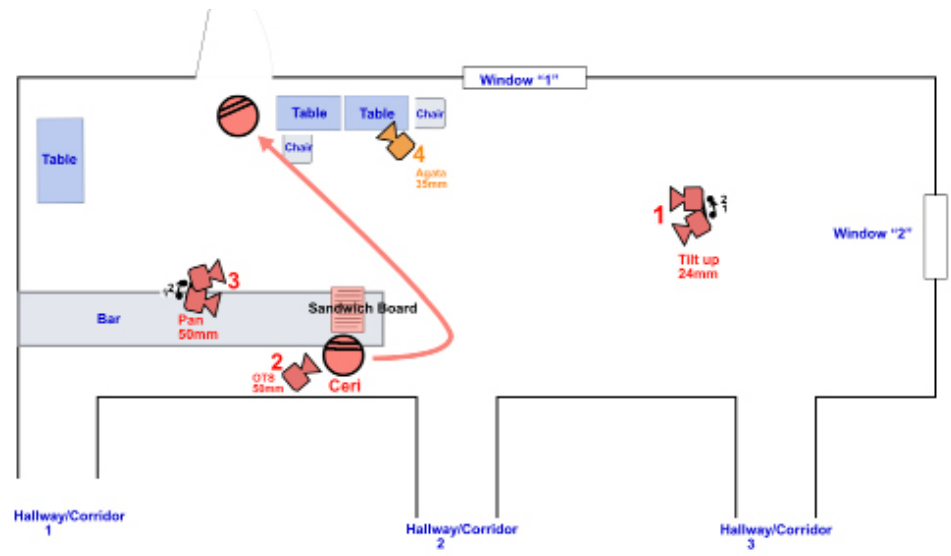 Window "1"
Table
Table
Chair
Table
Chair
4
Agata
35mm
1
2
1
Window "2"
Tilt up
24mm
3
1 2
Sandwich Board
Bar
Pan
50mm
2
OTS
50mm
Ceri
Hallway/Corridor
1
Hallway/Corridor
2
Hallway/Corridor
3